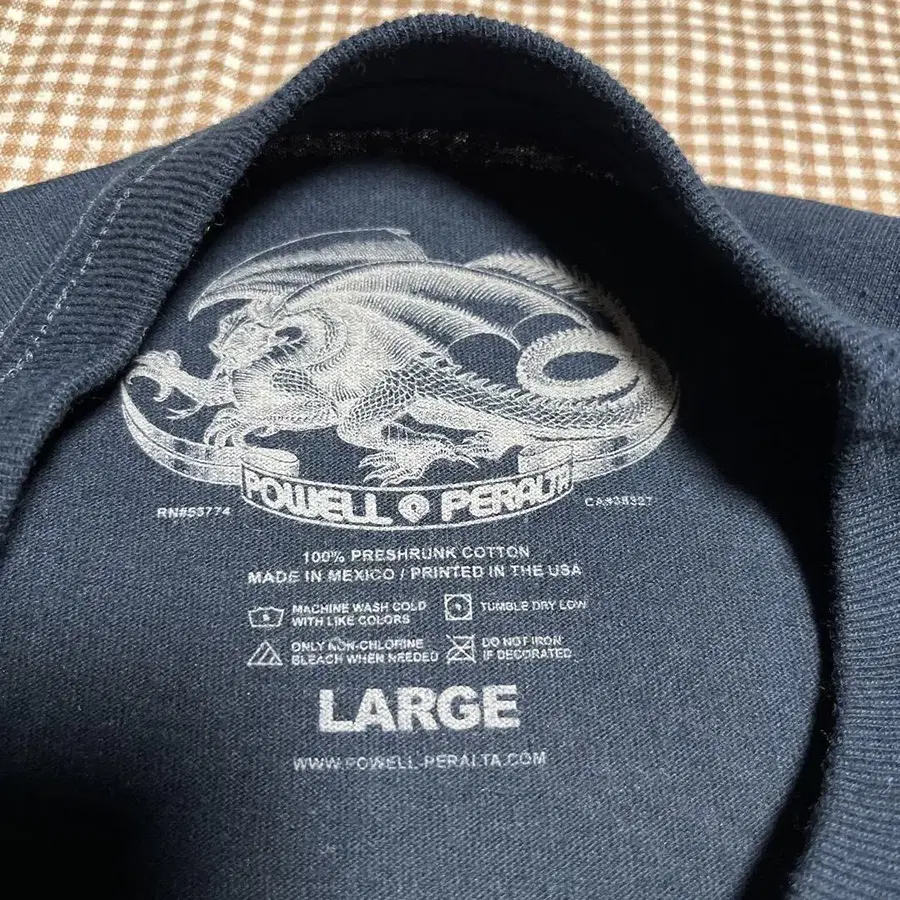 POWELL PERALTA
RN#53774
CA#38327
100% PRESHRUNK COTTON
MADE IN MEXICO / PRINTED IN THE USA
MACHINE WASH COLD
WITH LIKE COLORS
TUMBLE DRY LOW
ONLY NON-CHLORINE
BLEACH WHEN NEEDED
DO NOT IRON
IF DECORATED
LARGE
WWW.POWELL-PERALTA.COM